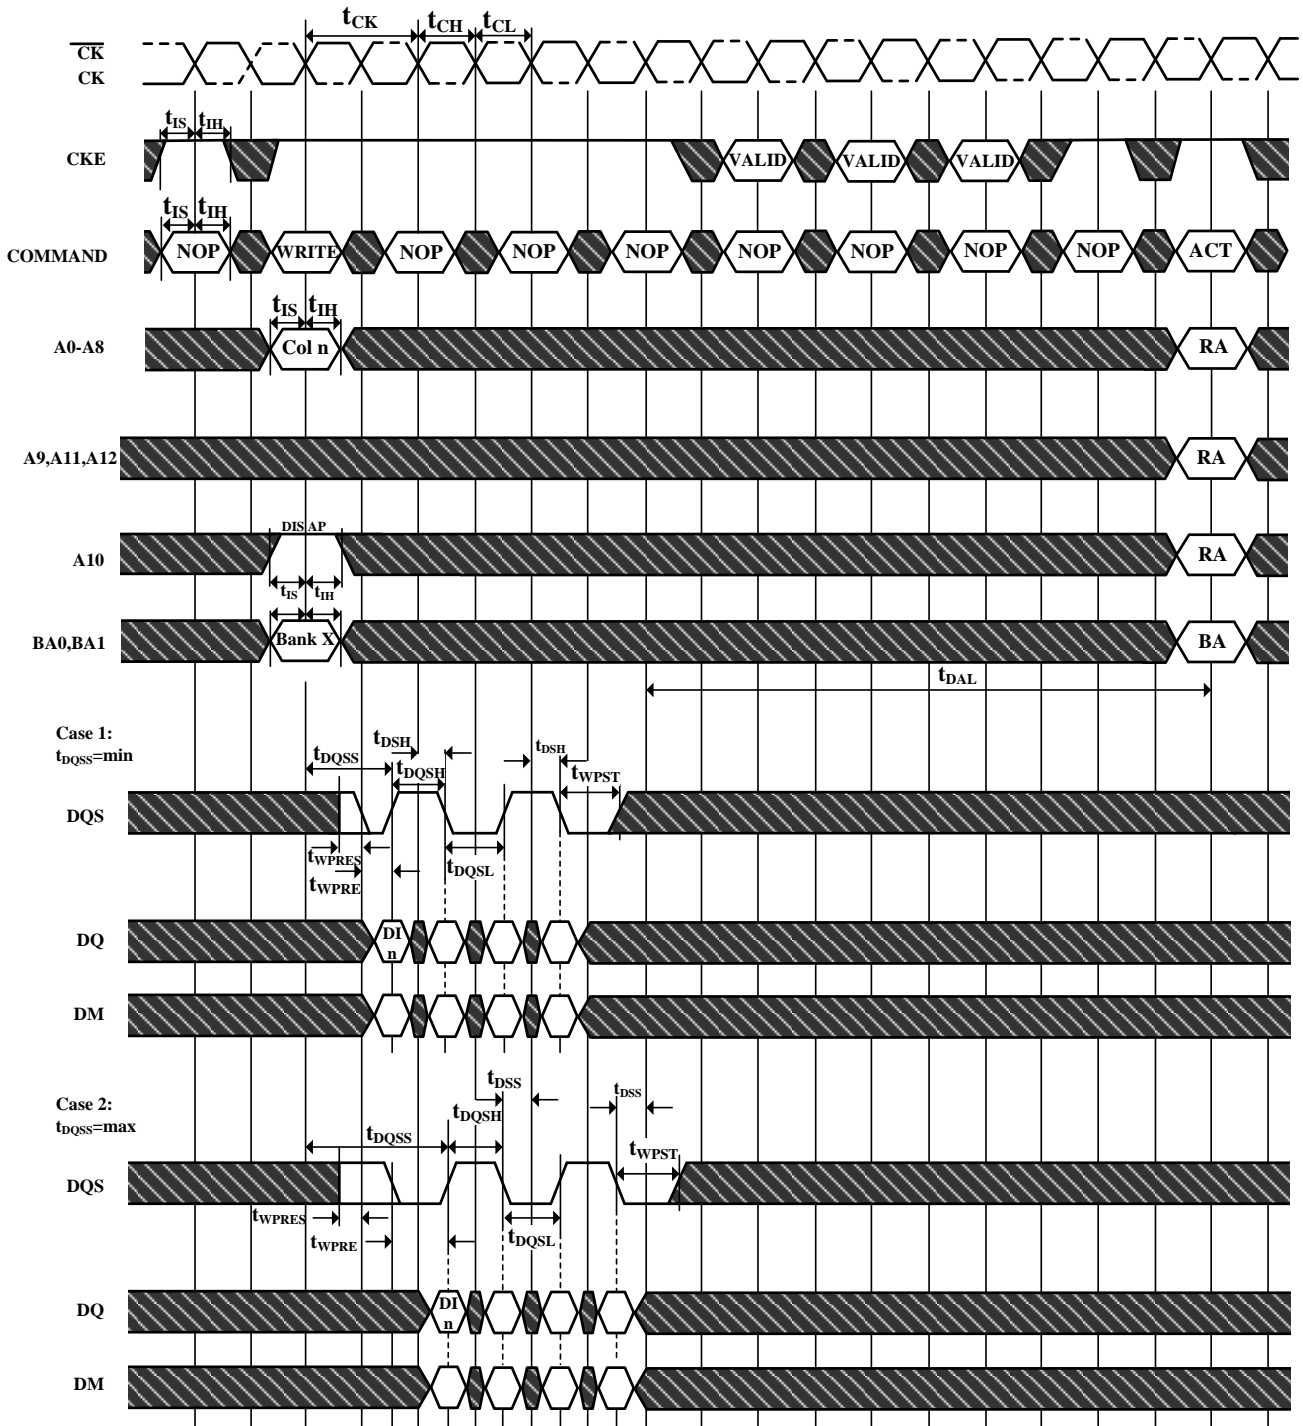 tCK tCH tCL
CK
CK
tIS tIH
CKE VALID VALID VALID
tIS tIH
COMMAND NOP WRITE NOP NOP NOP NOP NOP NOP NOP ACT
tIS tIH
A0-A8 Col n RA
A9,A11,A12 RA
DIS AP
A10 RA
tIS tIH
BA0,BA1 Bank X BA
tDAL
Case 1:
tDQSS=min
tDSH tDSH
tDQSS tDQSH tWPST
DQS
tWPRES tDQSL
tWPRE
DQ DI n
DM
Case 2:
tDQSS=max
tDSS tDSS
tDQSS tDQSH tWPST
DQS
tWPRES tWPRE tDQSL
DQ DI n
DM